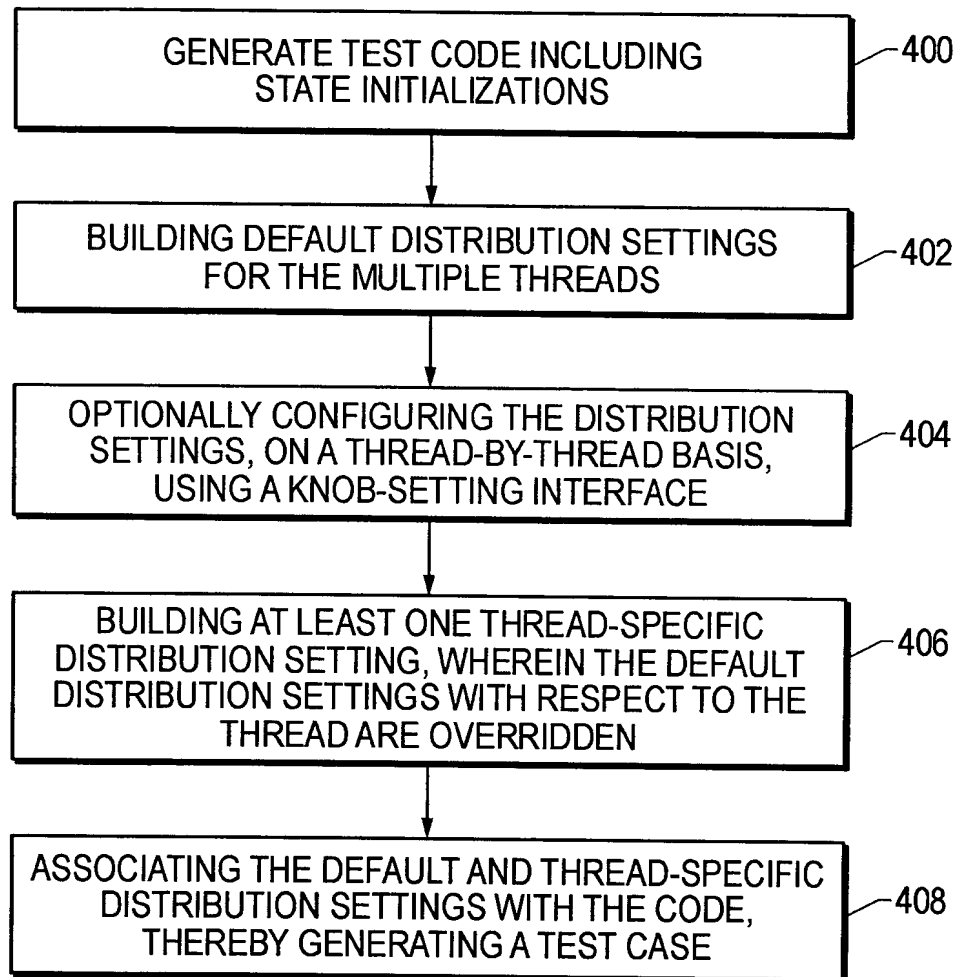 GENERATE TEST CODE INCLUDING
STATE INITIALIZATIONS
400
BUILDING DEFAULT DISTRIBUTION SETTINGS
FOR THE MULTIPLE THREADS
402
OPTIONALLY CONFIGURING THE DISTRIBUTION
SETTINGS, ON A THREAD-BY-THREAD BASIS,
USING A KNOB-SETTING INTERFACE
404
BUILDING AT LEAST ONE THREAD-SPECIFIC
DISTRIBUTION SETTING, WHEREIN THE DEFAULT
DISTRIBUTION SETTINGS WITH RESPECT TO THE
THREAD ARE OVERRIDDEN
406
ASSOCIATING THE DEFAULT AND THREAD-SPECIFIC
DISTRIBUTION SETTINGS WITH THE CODE,
THEREBY GENERATING A TEST CASE
408